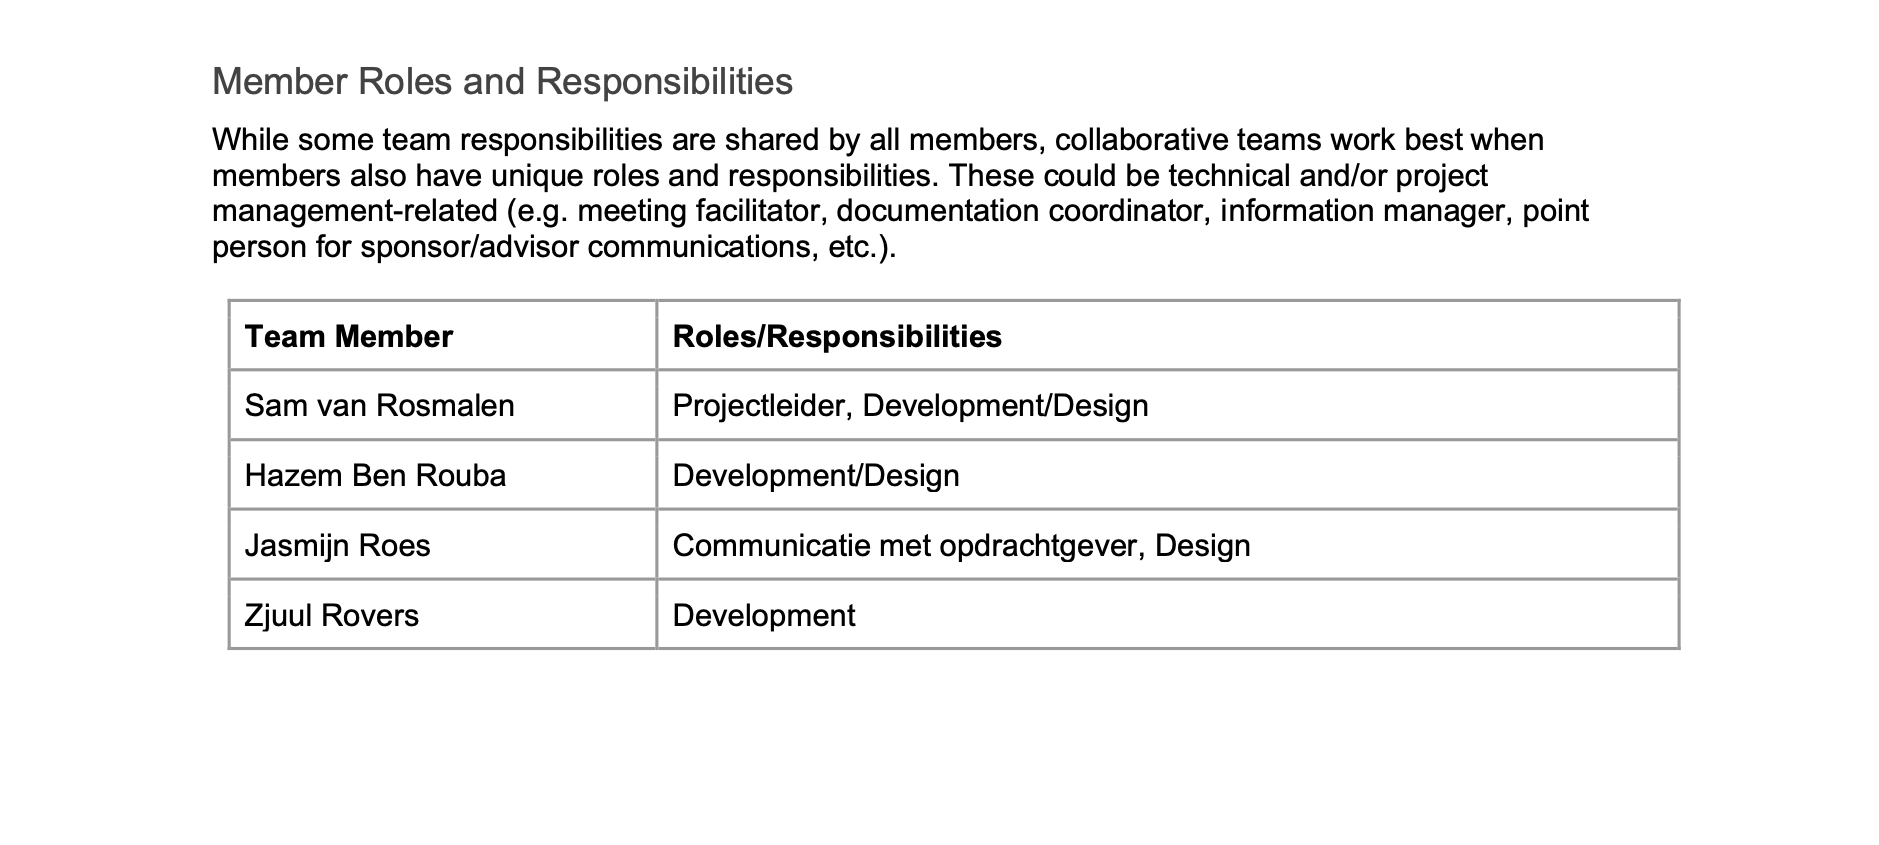 Member Roles and Responsibilities
While some team responsibilities are shared by all members, collaborative teams work best when
members also have unique roles and responsibilities. These could be technical and/or project
management-related (e.g. meeting facilitator, documentation coordinator, information manager, point
person for sponsor/advisor communications, etc.).
Team Member Roles/Responsibilities
Sam van Rosmalen Projectleider, Development/Design
Hazem Ben Rouba Development/Design
Jasmijn Roes Communicatie met opdrachtgever, Design
Zjuul Rovers Development